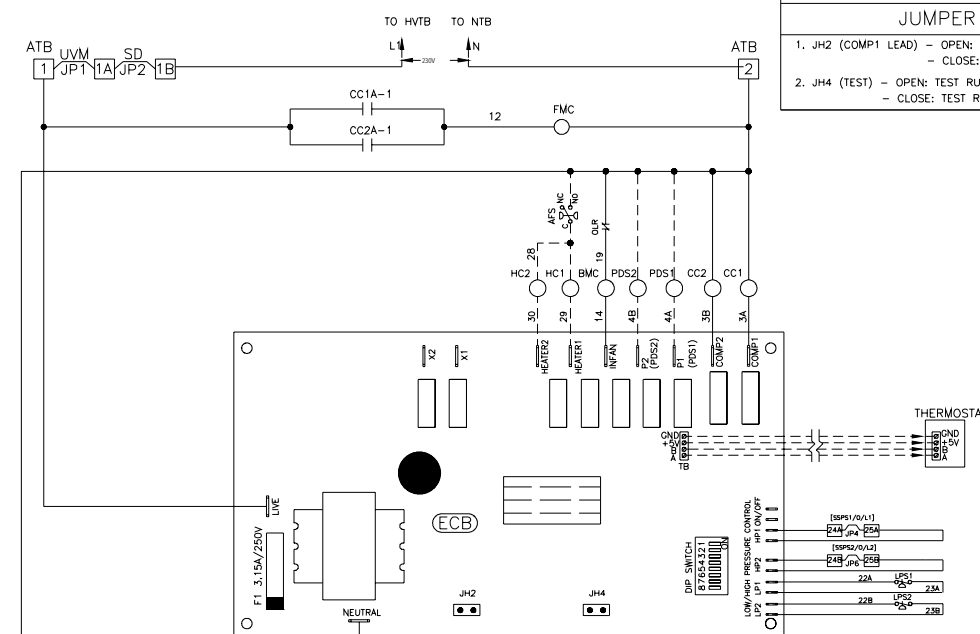 TO HVTB TO NTB
JUMPER
ATB
UVM
SD
L1
N
ATB
230V
1
JP1
1A
JP2
1B
2
1. JH2 (COMP1 LEAD) - OPEN:
- CLOSE:
2. JH4 (TEST) - OPEN: TEST RU
- CLOSE: TEST R
CC1A-1
FMC
12
CC2A-1
NC
NO
AFS
C
OLR
28
19
HC2 HC1 BMC PDS2 PDS1 CC2 CC1
30
29
14
4B
4A
3B
3A
X2
X1
HEATER2
HEATER1
INFAN
P2
(PDS2)
P1
(PDS1)
COMP2
COMP1
THERMOSTA
GND
+5V
B
A
TB
GND
+5V
B
A
LIVE
ECB
F1 3.15A/250V
NEUTRAL
JH2
JH4
DIP SWITCH
87654321
ON
LOW/HIGH PRESSURE CONTROL
ON/OFF
HP1
HP2
LP1
LP2
[SSPS1/O/L1]
24A
JP4
25A
[SSPS2/O/L2]
24B
JP6
25B
22A
LPS1
23A
22B
LPS2
23B